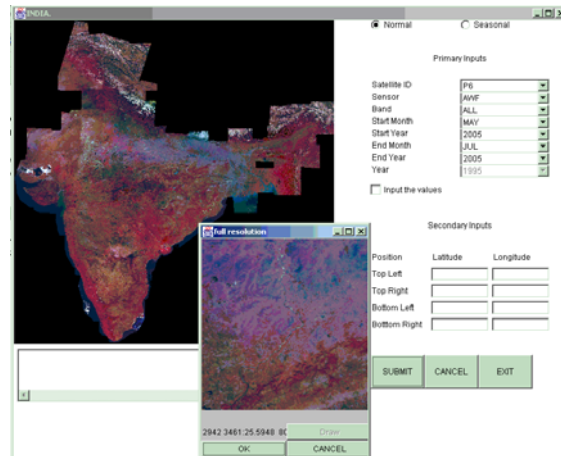 INDIA.
Normal Seasonal
Primary Inputs
Satellite ID P6
Sensor AWF
Band ALL
Start Month MAY
Start Year 2005
End Month JUL
End Year 2005
Year 1995
Input the values
Secondary Inputs
Position Latitude Longitude
Top Left
Top Right
Bottom Left
Botttom Right
SUBMIT CANCEL EXIT
full resolution
2942 3461:25.5948 80
Draw
OK CANCEL